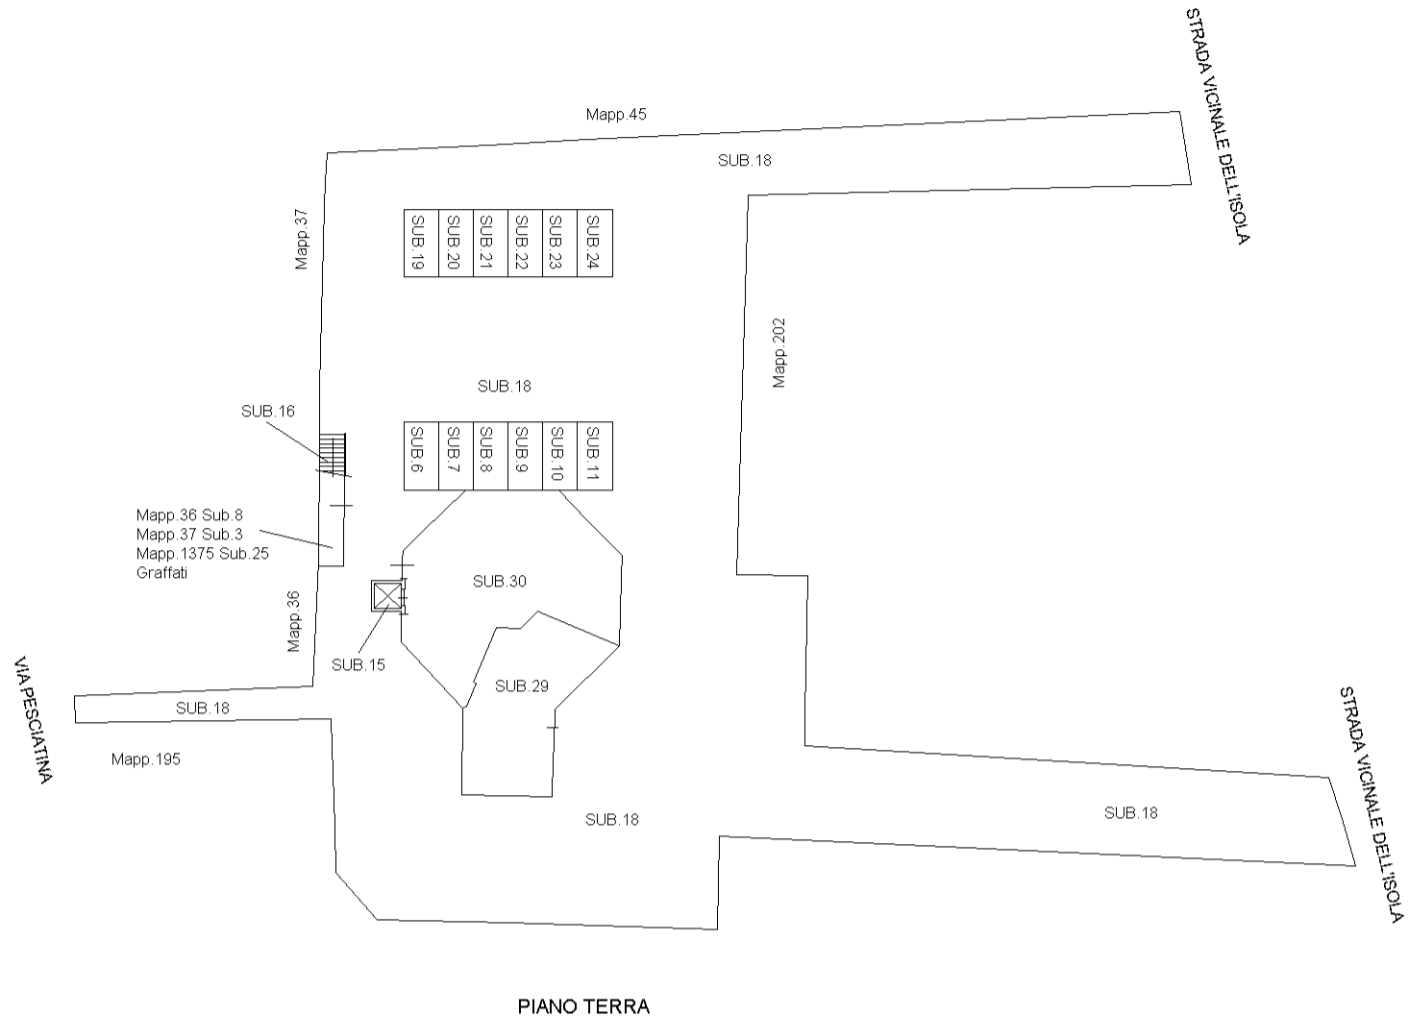 STRADA VICINALE DELL'ISOLA
Mapp.45
SUB.18
Mapp.37
SUB.19
SUB.20
SUB.21
SUB.22
SUB.23
SUB.24
Mapp.202
SUB.18
SUB.16
SUB.6
SUB.7
SUB.8
SUB.9
SUB.10
SUB.11
Mapp.36 Sub.8
Mapp.37 Sub.3
Mapp.1375 Sub.25
Graffati
SUB.30
Mapp.36
SUB.15
SUB.29
VIA PESCIATINA
SUB.18
Mapp.195
SUB.18
SUB.18
STRADA VICINALE DELL'ISOLA
PIANO TERRA